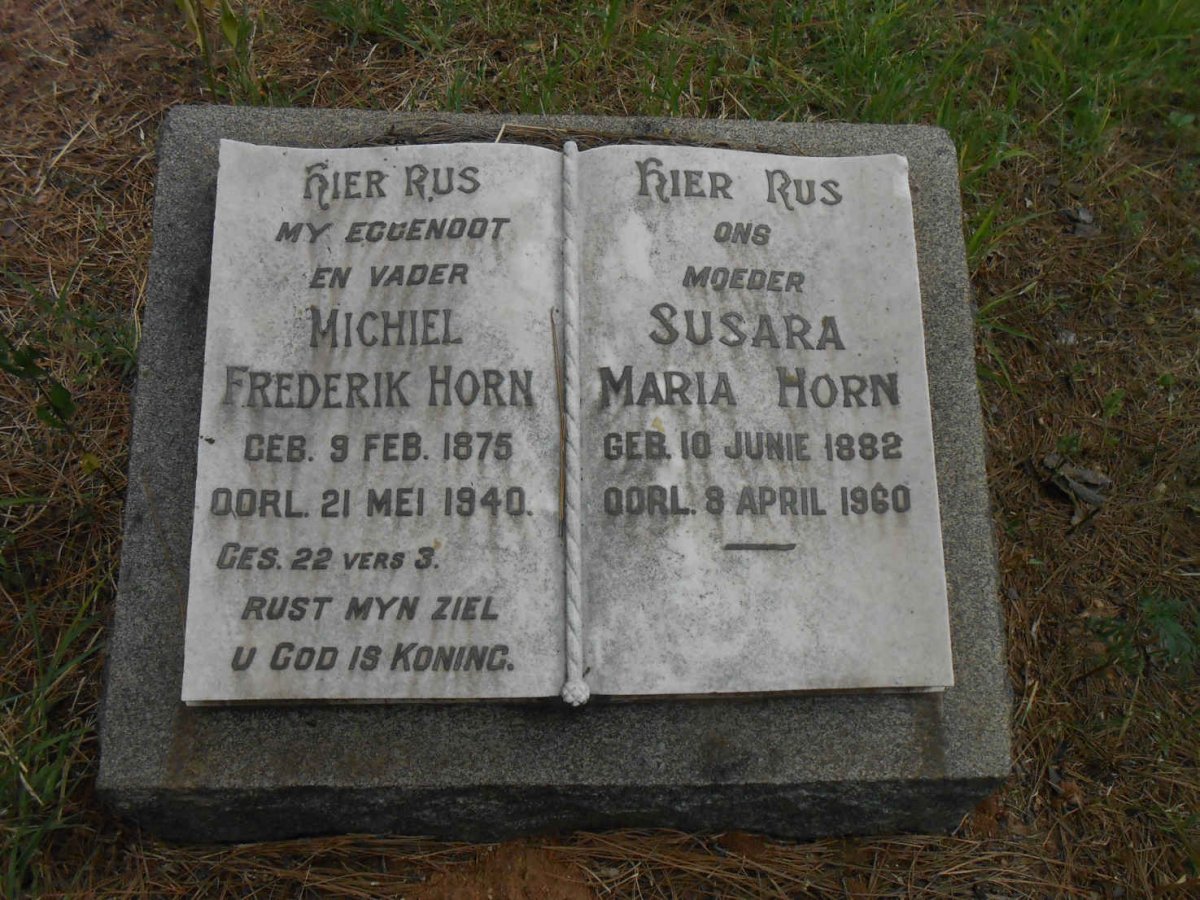 HIER RUS
MY EGGENOOT
EN VADER
MICHIEL
FREDERIK HORN
GEB. 9 FEB. 1875
OORL. 21 MEI 1940.
GES. 22 VERS 3.
RUST MYN ZIEL
U GOD IS KONING.
HIER RUS
ONS
MOEDER
SUSARA
MARIA HORN
GEB. 10 JUNIE 1882
OORL. 8 APRIL 1960